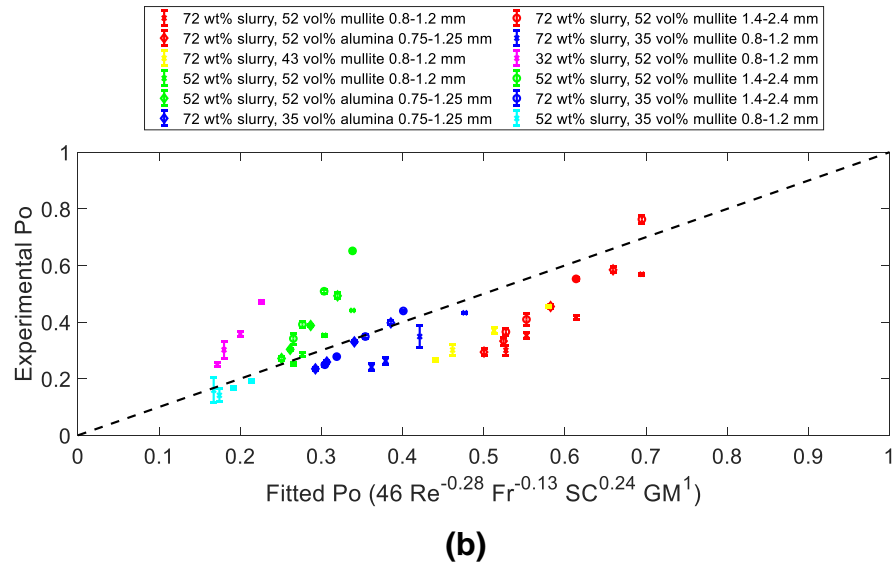 72 wt% slurry, 52 vol% mullite 0.8-1.2 mm
72 wt% slurry, 52 vol% alumina 0.75-1.25 mm
72 wt% slurry, 43 vol% mullite 0.8-1.2 mm
52 wt% slurry, 52 vol% mullite 0.8-1.2 mm
52 wt% slurry, 52 vol% alumina 0.75-1.25 mm
72 wt% slurry, 35 vol% alumina 0.75-1.25 mm
72 wt% slurry, 52 vol% mullite 1.4-2.4 mm
72 wt% slurry, 35 vol% mullite 0.8-1.2 mm
32 wt% slurry, 52 vol% mullite 0.8-1.2 mm
52 wt% slurry, 52 vol% mullite 1.4-2.4 mm
72 wt% slurry, 35 vol% mullite 1.4-2.4 mm
52 wt% slurry, 35 vol% mullite 0.8-1.2 mm
Experimental Po
1
0.8
0.6
0.4
0.2
0
0 0.1 0.2 0.3 0.4 0.5 0.6 0.7 0.8 0.9 1
Fitted Po (46 Re^-0.28 Fr^-0.13 SC^0.24 GM^1)
(b)